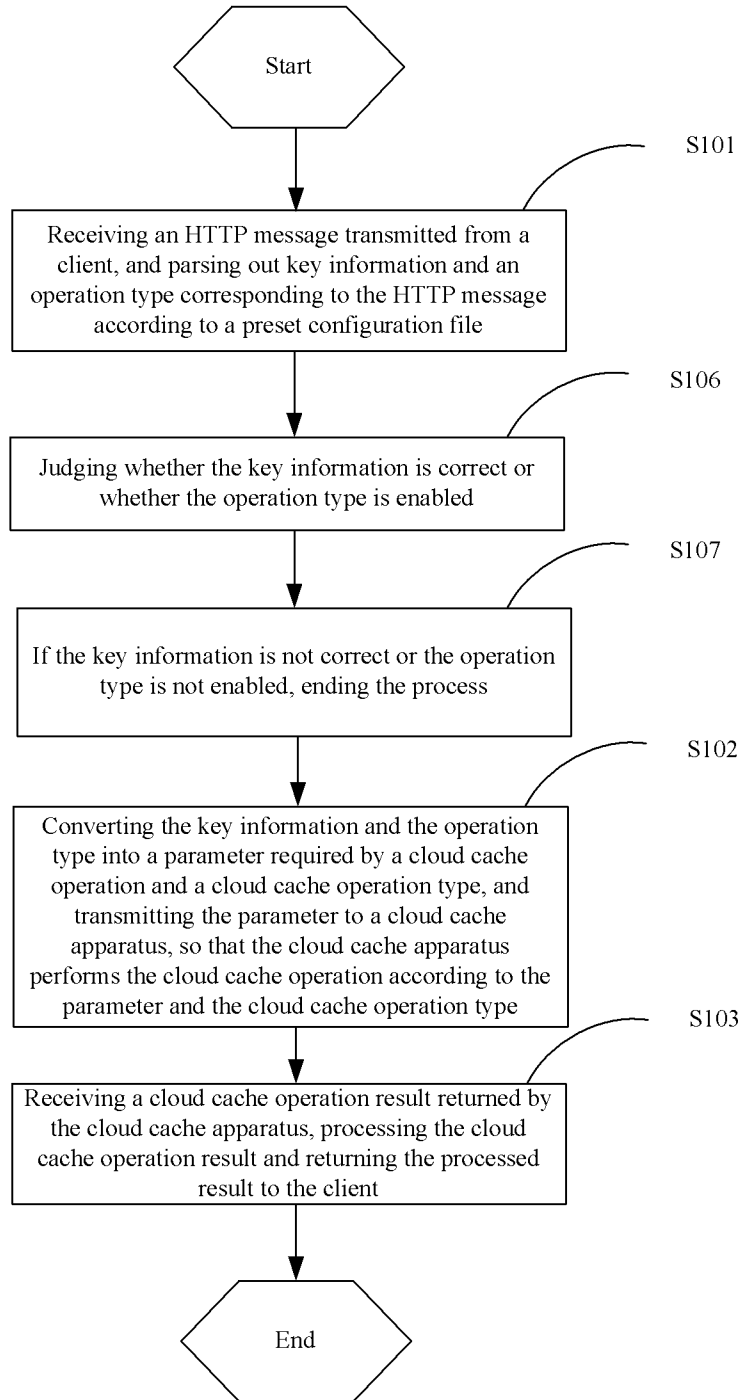 Start
S101
Receiving an HTTP message transmitted from a
client, and parsing out key information and an
operation type corresponding to the HTTP message
according to a preset configuration file
S106
Judging whether the key information is correct or
whether the operation type is enabled
S107
If the key information is not correct or the operation
type is not enabled, ending the process
S102
Converting the key information and the operation
type into a parameter required by a cloud cache
operation and a cloud cache operation type, and
transmitting the parameter to a cloud cache
apparatus, so that the cloud cache apparatus
performs the cloud cache operation according to the
parameter and the cloud cache operation type
S103
Receiving a cloud cache operation result returned by
the cloud cache apparatus, processing the cloud
cache operation result and returning the processed
result to the client
End